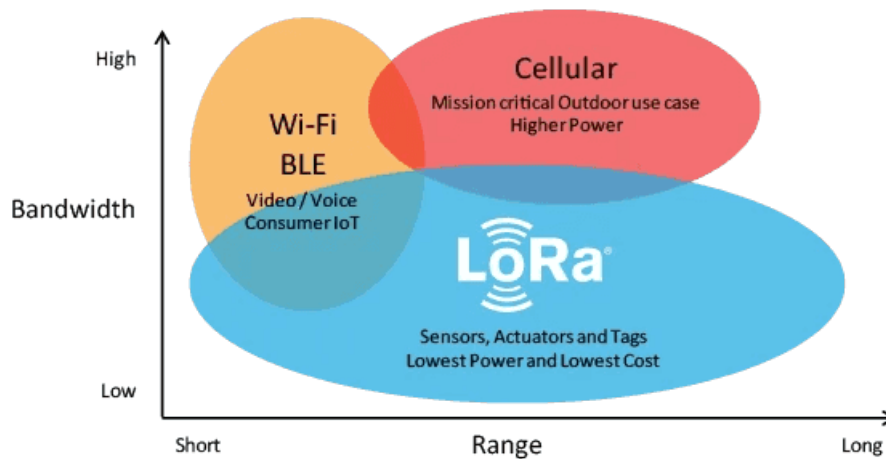 High
Bandwidth
Low
Wi-Fi
BLE
Video / Voice
Consumer IoT
Cellular
Mission critical Outdoor use case
Higher Power
LoRa®
Sensors, Actuators and Tags
Lowest Power and Lowest Cost
Short
Range
Long